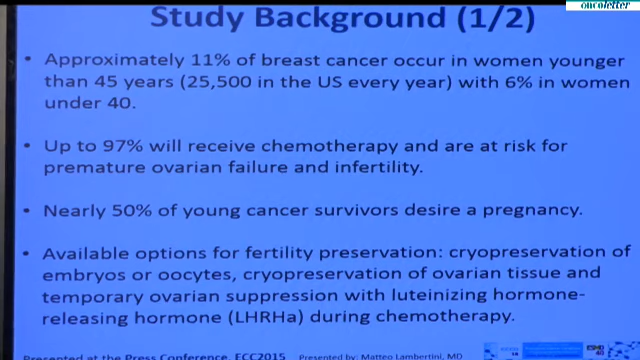 oncoletter
Study Background (1/2)
• Approximately 11% of breast cancer occur in women younger
than 45 years (25,500 in the US every year) with 6% in women
under 40.
• Up to 97% will receive chemotherapy and are at risk for
premature ovarian failure and infertility.
• Nearly 50% of young cancer survivors desire a pregnancy.
• Available options for fertility preservation: cryopreservation of
embryos or oocytes, cryopreservation of ovarian tissue and
temporary ovarian suppression with luteinizing hormone-
releasing hormone (LHRHa) during chemotherapy.
Presented at the Press Conference, ECC2015 Presented by: Matteo Lambertini, MD